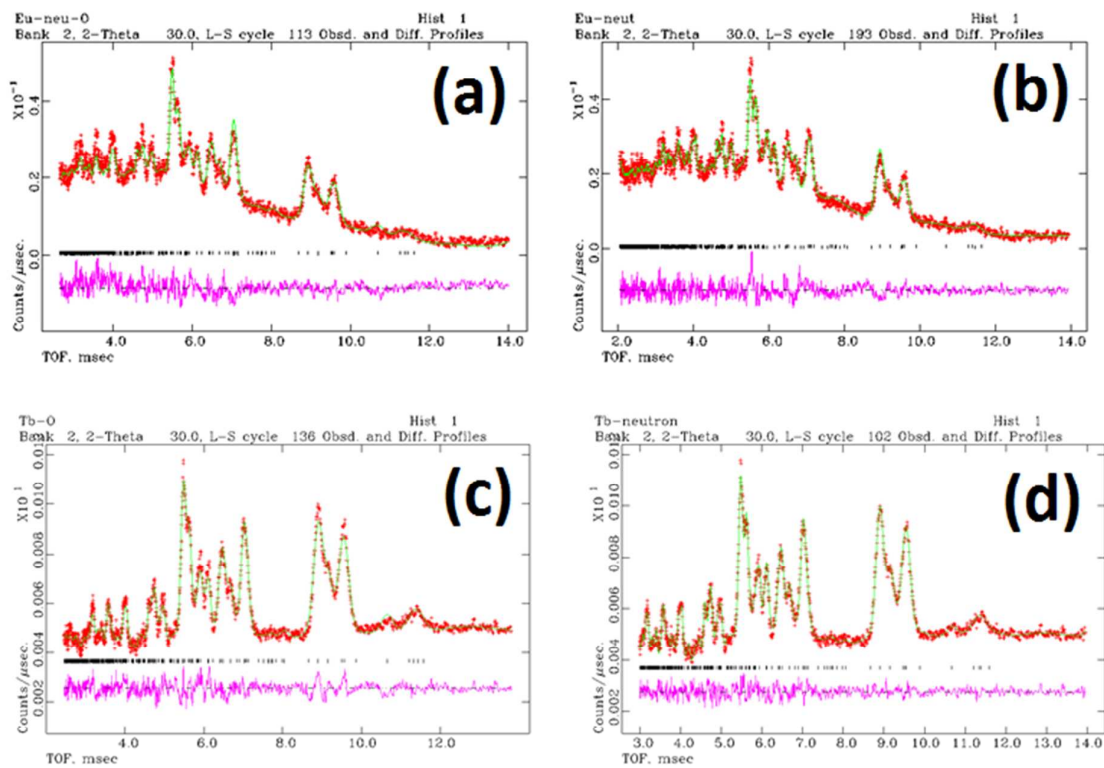 Eu-neu-O Hist 1
Bank 2, 2-Theta 30.0, L-S cycle 113 Obsd. and Diff. Profiles
(a)
X10⁻¹
Counts/μsec.
0.4
0.2
0.0
4.0 6.0 8.0 10.0 12.0 14.0
TOF, msec
Eu-neut Hist 1
Bank 2, 2-Theta 30.0, L-S cycle 193 Obsd. and Diff. Profiles
(b)
X10⁻¹
Counts/μsec.
0.4
0.2
0.0
2.0 4.0 6.0 8.0 10.0 12.0 14.0
TOF, msec
Tb-O Hist 1
Bank 2, 2-Theta 30.0, L-S cycle 136 Obsd. and Diff. Profiles
(c)
X10¹
Counts/μsec.
0.010
0.008
0.006
0.004
0.002
4.0 6.0 8.0 10.0 12.0
TOF, msec
Tb-neutron Hist 1
Bank 2, 2-Theta 30.0, L-S cycle 102 Obsd. and Diff. Profiles
(d)
X10¹
Counts/μsec.
0.010
0.008
0.006
0.004
0.002
3.0 4.0 5.0 6.0 7.0 8.0 9.0 10.0 11.0 12.0 13.0 14.0
TOF, msec